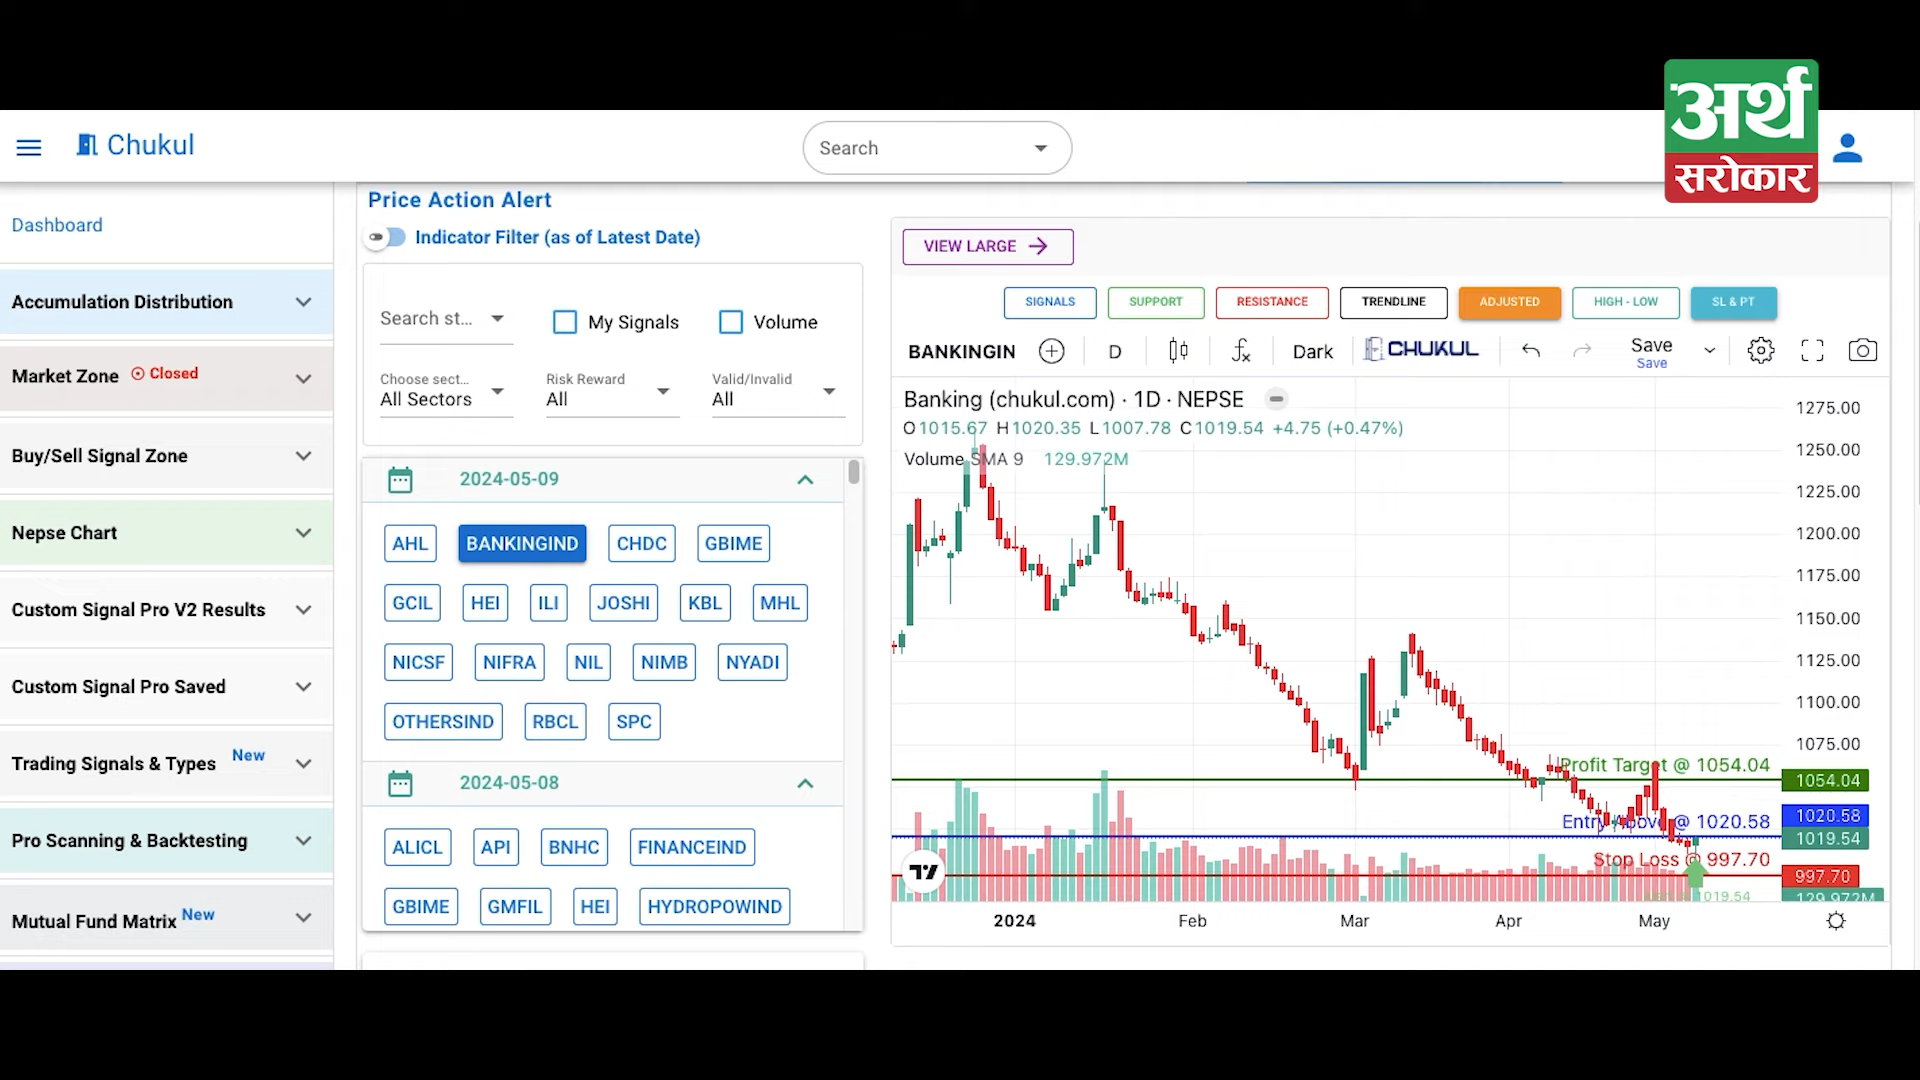 अर्थ
सरोकार
Chukul
Search
Dashboard
Accumulation Distribution
Market Zone Closed
Buy/Sell Signal Zone
Nepse Chart
Custom Signal Pro V2 Results
Custom Signal Pro Saved
Trading Signals & Types New
Pro Scanning & Backtesting
Mutual Fund Matrix New
Price Action Alert
Indicator Filter (as of Latest Date)
Search st...
My Signals
Volume
Choose sect...
All Sectors
Risk Reward
All
Valid/Invalid
All
2024-05-09
AHL BANKINGIND CHDC GBIME
GCIL HEI ILI JOSHI KBL MHL
NICSF NIFRA NIL NIMB NYADI
OTHERSIND RBCL SPC
2024-05-08
ALICL API BNHC FINANCEIND
GBIME GMFIL HEI HYDROPOWIND
VIEW LARGE
SIGNALS SUPPORT RESISTANCE TRENDLINE ADJUSTED HIGH - LOW SL & PT
BANKINGIN D Dark CHUKUL Save
Save
Banking (chukul.com) · 1D · NEPSE
O1015.67 H1020.35 L1007.78 C1019.54 +4.75 (+0.47%)
Volume SMA 9 129.972M
1275.00
1250.00
1225.00
1200.00
1175.00
1150.00
1125.00
1100.00
1075.00
Profit Target @ 1054.04
1054.04
Entry Above @ 1020.58
1020.58
1019.54
Stop Loss @ 997.70
997.70
1019.54
129.972M
2024 Feb Mar Apr May